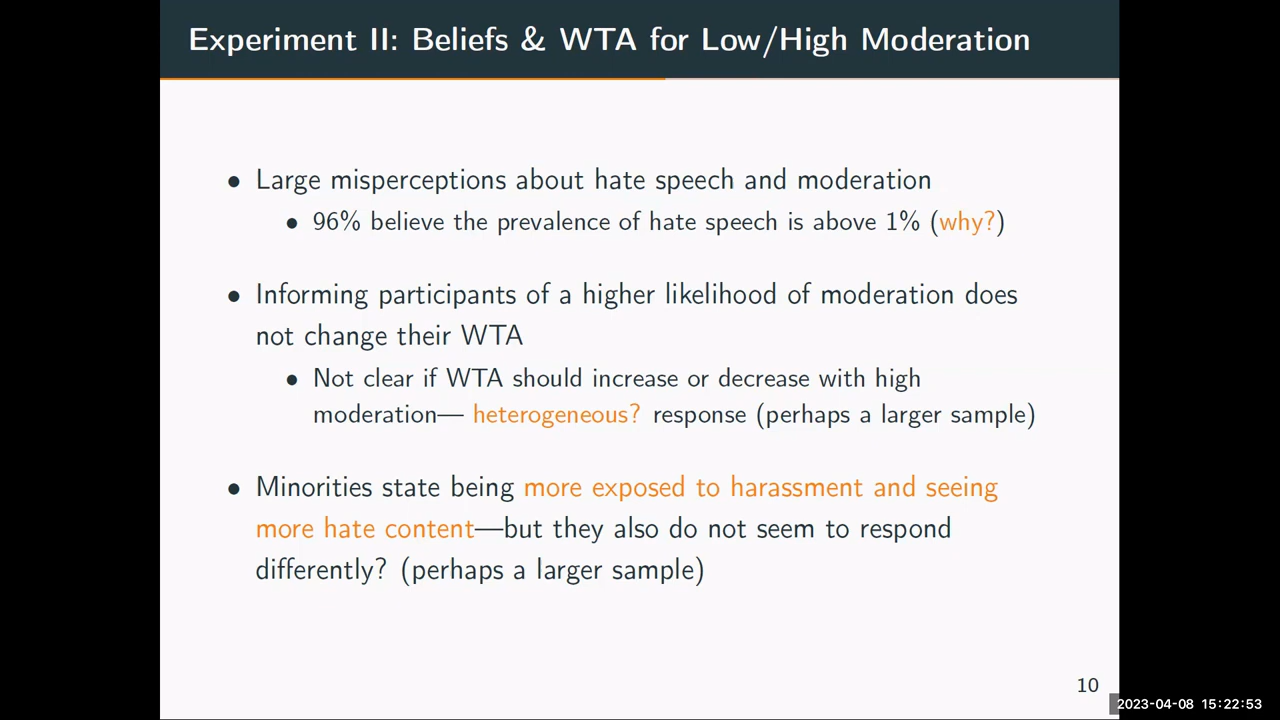 Experiment II: Beliefs & WTA for Low/High Moderation
• Large misperceptions about hate speech and moderation
• 96% believe the prevalence of hate speech is above 1% (why?)
• Informing participants of a higher likelihood of moderation does
not change their WTA
• Not clear if WTA should increase or decrease with high
moderation— heterogeneous? response (perhaps a larger sample)
• Minorities state being more exposed to harassment and seeing
more hate content—but they also do not seem to respond
differently? (perhaps a larger sample)
10
2023-04-08 15:22:53